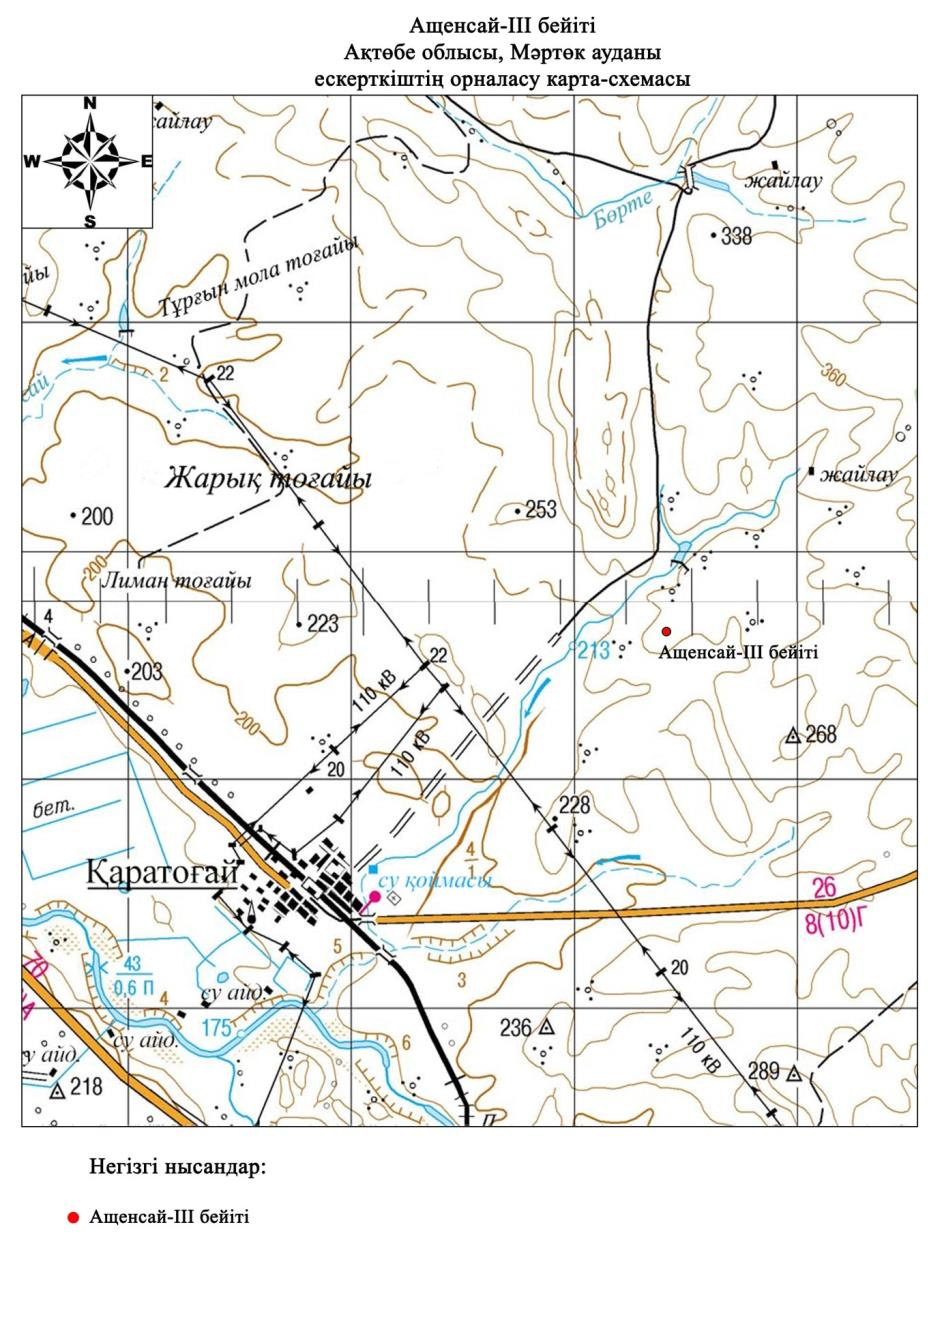 Ащенсай-III бейіті
Ақтөбе облысы, Мәртөк ауданы
ескерткіштің орналасу карта-схемасы
N
W
E
S
жайлау
Бөрте
338
Тұрғын мола тоғайы
22
2
360
жайлау
Жарық тоғайы
253
200
200
Лиман тоғайы
4
223
213
22
Ащенсай-III бейіті
203
110 кВ
200
268
110 кВ
20
228
бет.
4
1
Қаратоғай
су қоймасы
26
8(10)Г
5
43
0,6 П
3
20
су айд.
4
175
236
су айд.
6
110 кВ
289
218
П
Негізгі нысандар:
Ащенсай-III бейіті